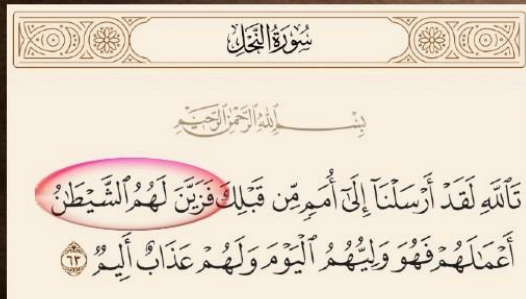 سُورَةُ النَّحْلِ
بِسْمِ ٱللَّهِ ٱلرَّحْمَٰنِ ٱلرَّحِيمِ
تَٱللَّهِ لَقَدْ أَرْسَلْنَآ إِلَىٰٓ أُمَمٍ مِّن قَبْلِكَ فَزَيَّنَ لَهُمُ ٱلشَّيْطَٰنُ
أَعْمَٰلَهُمْ فَهُوَ وَلِيُّهُمُ ٱلْيَوْمَ وَلَهُمْ عَذَابٌ أَلِيمٌ ٦٣